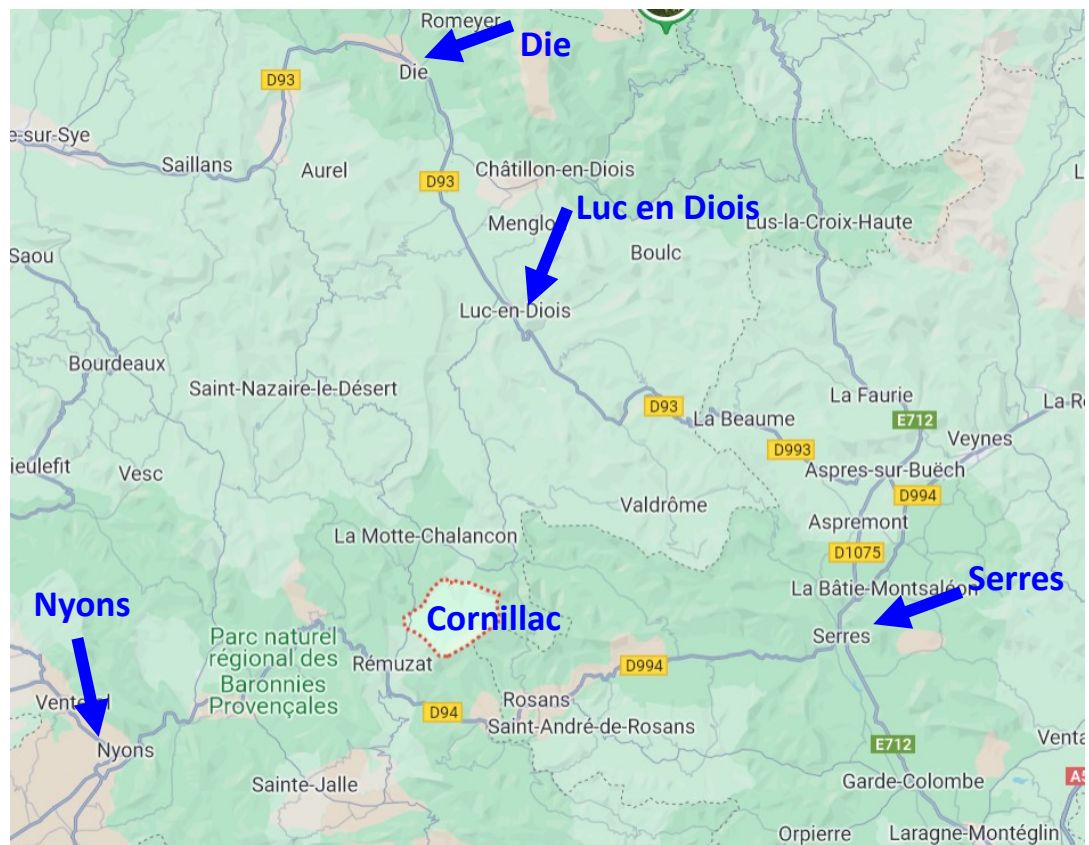 Romeyer
Die
Die
D93
e-sur-Sye
Saillans
Aurel
D93
Châtillon-en-Diois
Luc en Diois
Menglo
Lus-la-Croix-Haute
Boulc
Saou
Luc-en-Diois
Bourdeaux
Saint-Nazaire-le-Désert
D93
La Beaume
La Faurie
La R
E712
Veynes
D993
ieulefit
Vesc
Aspres-sur-Buëch
D994
Valdrôme
Aspremont
La Motte-Chalancon
D1075
La Bâtie-Montsaléon
Serres
Nyons
Cornillac
Serres
Parc naturel
régional des
Baronnies
Provençales
Rémuzat
D994
Rosans
D94
Saint-André-de-Rosans
Nyons
E712
Venta
Sainte-Jalle
Garde-Colombe
A5
Orpierre
Laragne-Montéglin